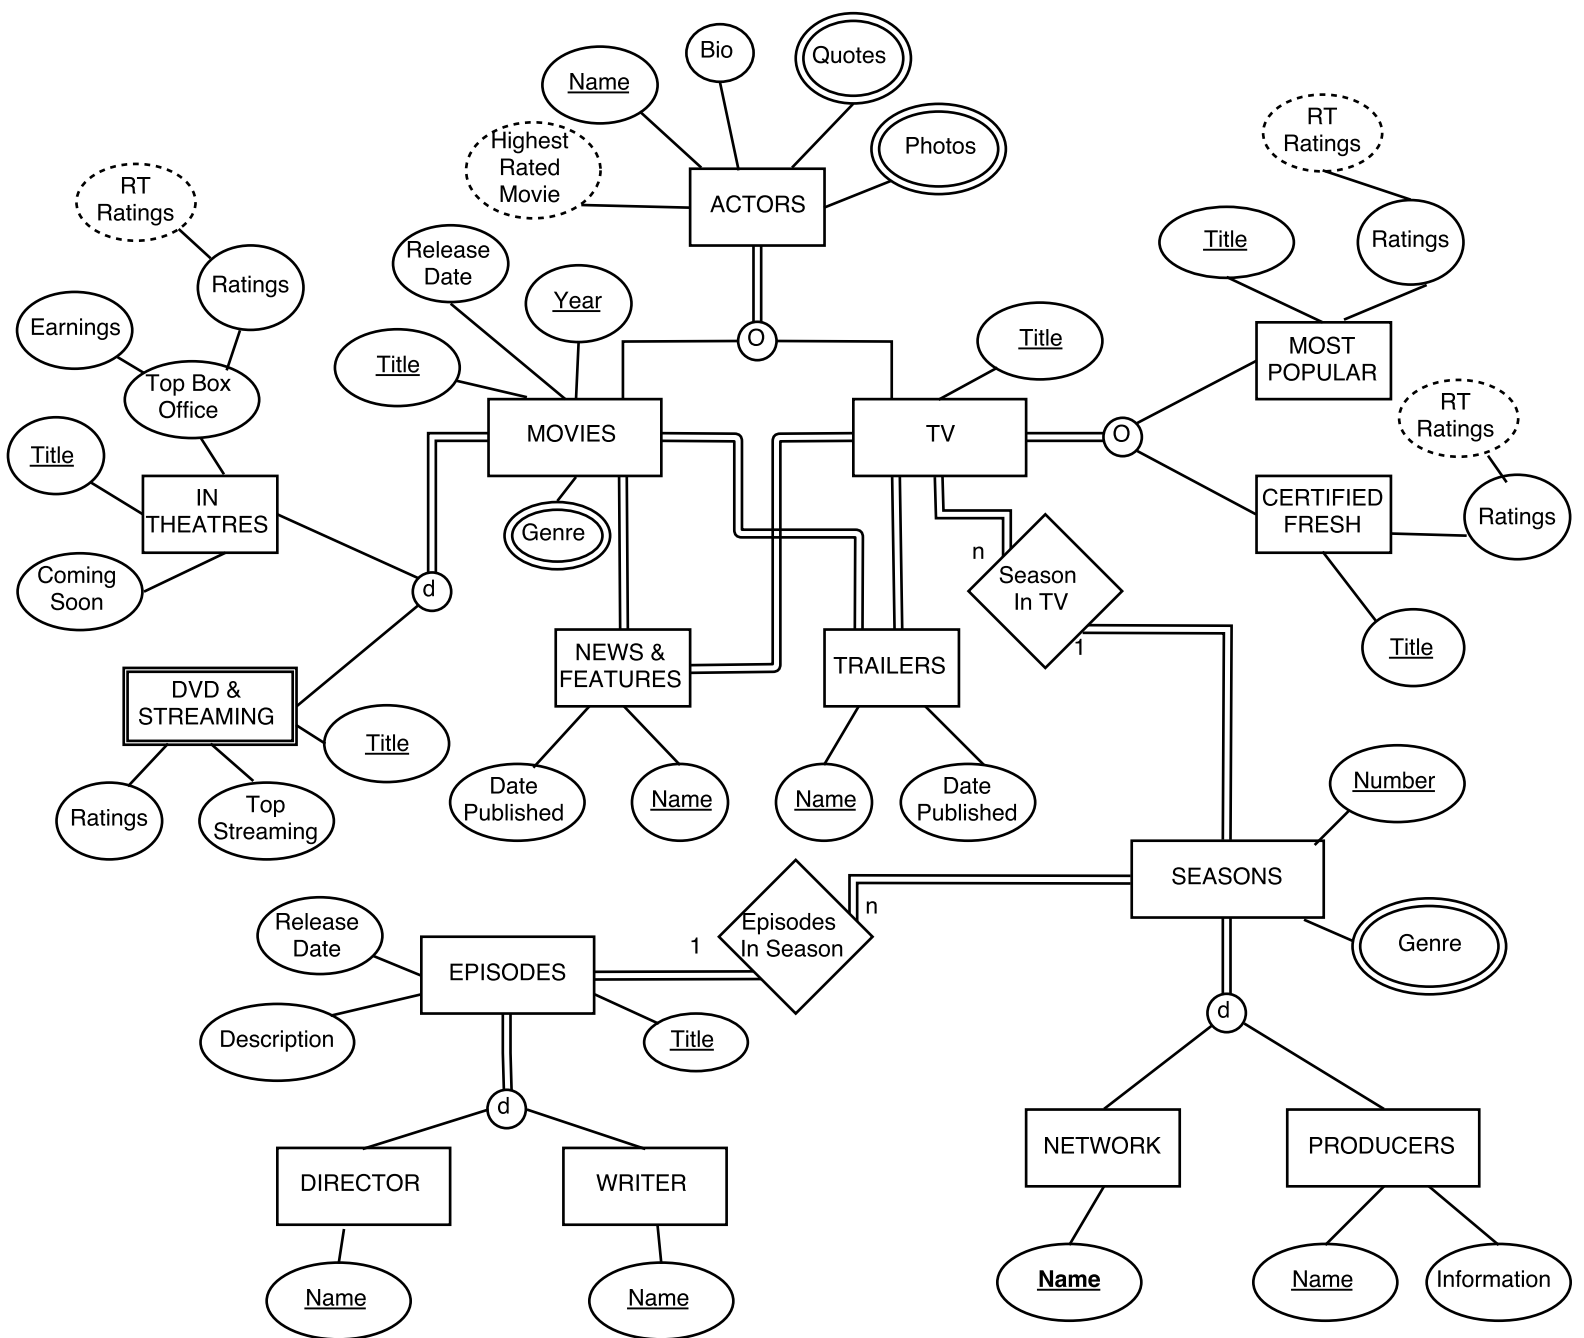 Bio
Quotes
Name
Highest
Rated
Movie
Photos
RT
Ratings
ACTORS
RT
Ratings
Release
Date
Year
Title
Ratings
Ratings
Earnings
Title
O
Title
Top Box
Office
MOST
POPULAR
Title
MOVIES
TV
O
RT
Ratings
IN
THEATRES
Genre
CERTIFIED
FRESH
Ratings
Coming
Soon
d
n
Season
In TV
1
Title
NEWS &
FEATURES
TRAILERS
DVD &
STREAMING
Title
Ratings
Top
Streaming
Date
Published
Name
Name
Date
Published
Number
SEASONS
n
Release
Date
1
Episodes
In Season
Genre
EPISODES
Description
Title
d
d
DIRECTOR
WRITER
NETWORK
PRODUCERS
Name
Name
Name
Name
Information